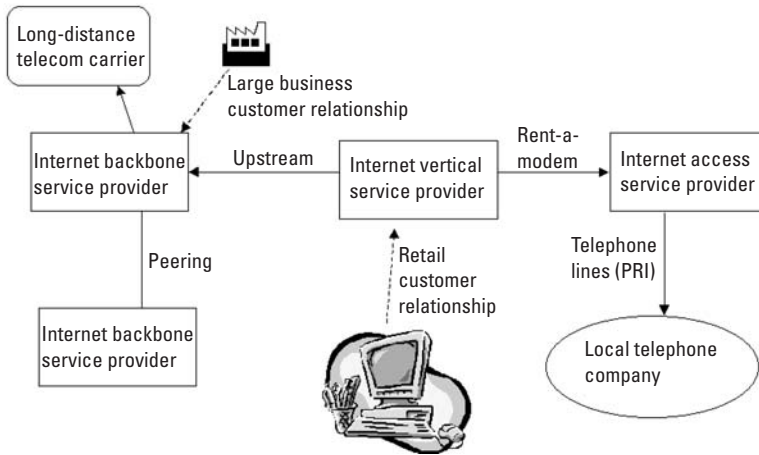 Long-distance
telecom carrier
Large business
customer relationship
Internet backbone
service provider
Upstream
Internet vertical
service provider
Rent-a-
modem
Internet access
service provider
Peering
Retail
customer
relationship
Telephone
lines (PRI)
Internet backbone
service provider
Local telephone
company